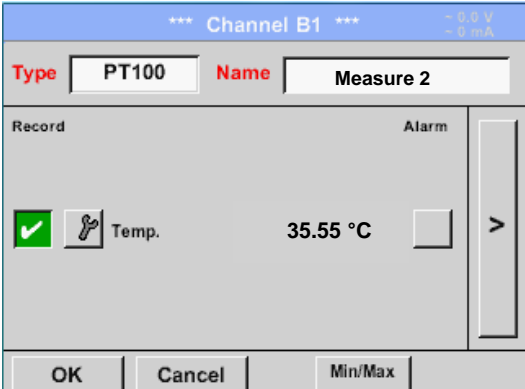 *** Channel B1 *** ~ 0.0 V
~ 0 mA
Type PT100 Name Measure 2
Record Alarm
Temp. 35.55 °C >
OK Cancel Min/Max